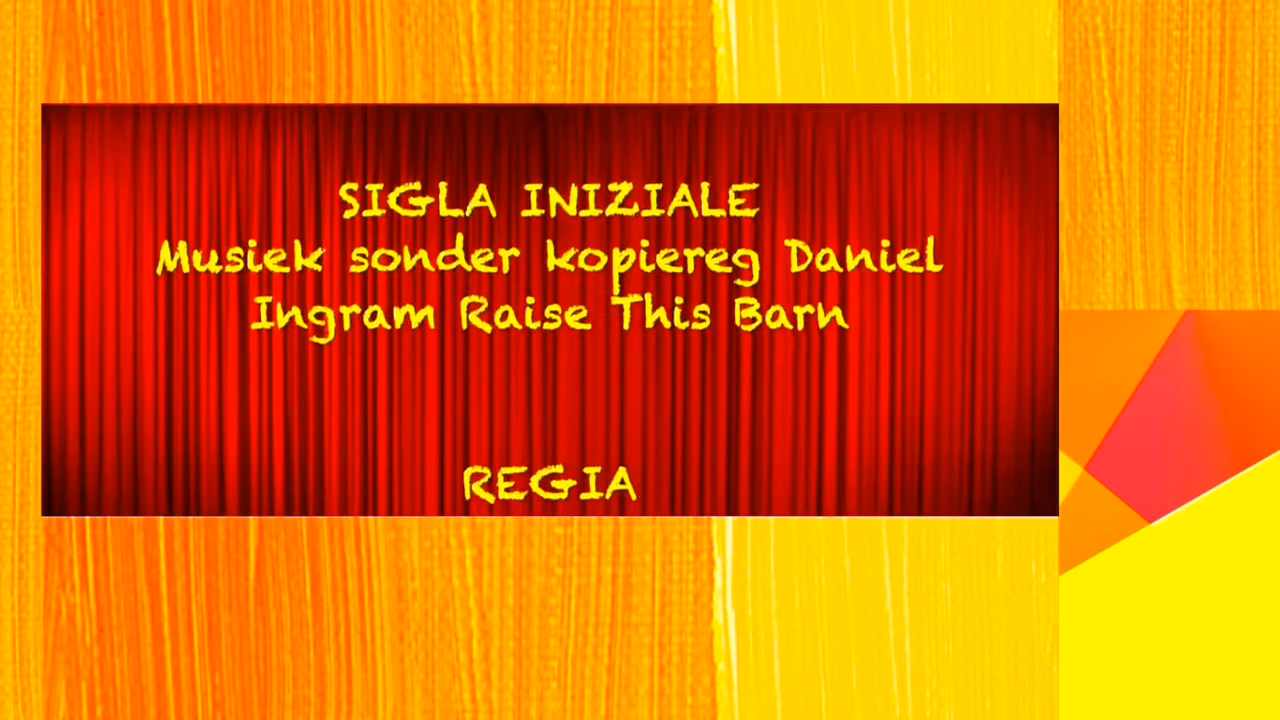 SIGLA INIZIALE
Musiek sonder kopiereg Daniel
Ingram Raise This Barn
REGIA